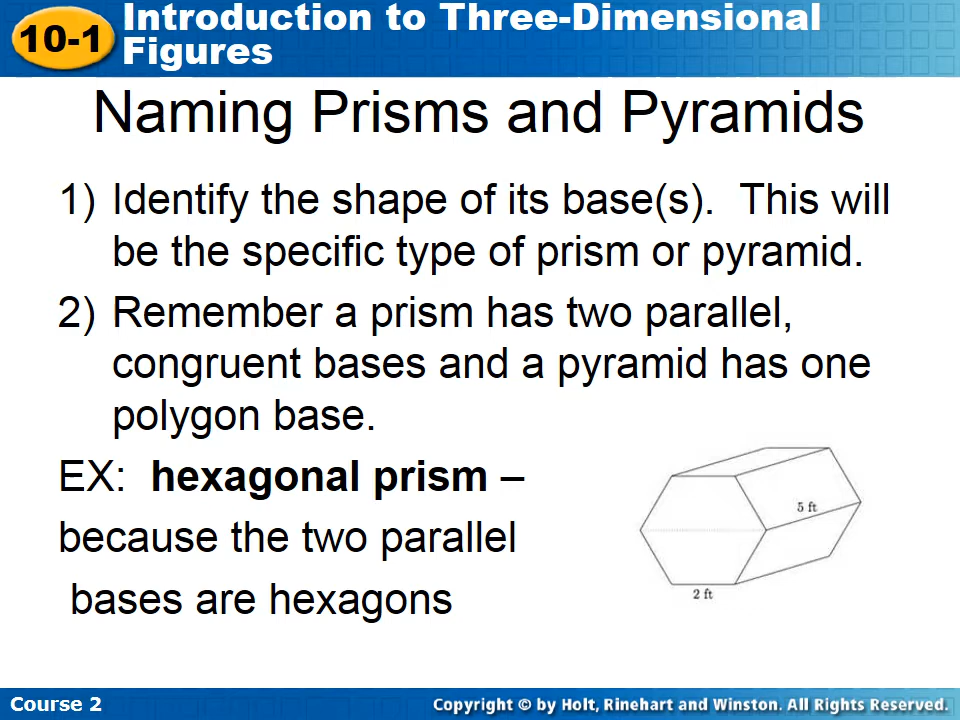 10-1
Introduction to Three-Dimensional
Figures
Naming Prisms and Pyramids
1) Identify the shape of its base(s). This will
be the specific type of prism or pyramid.
2) Remember a prism has two parallel,
congruent bases and a pyramid has one
polygon base.
EX: hexagonal prism –
because the two parallel
bases are hexagons
5 ft
2 ft
Course 2
Copyright © by Holt, Rinehart and Winston. All Rights Reserved.